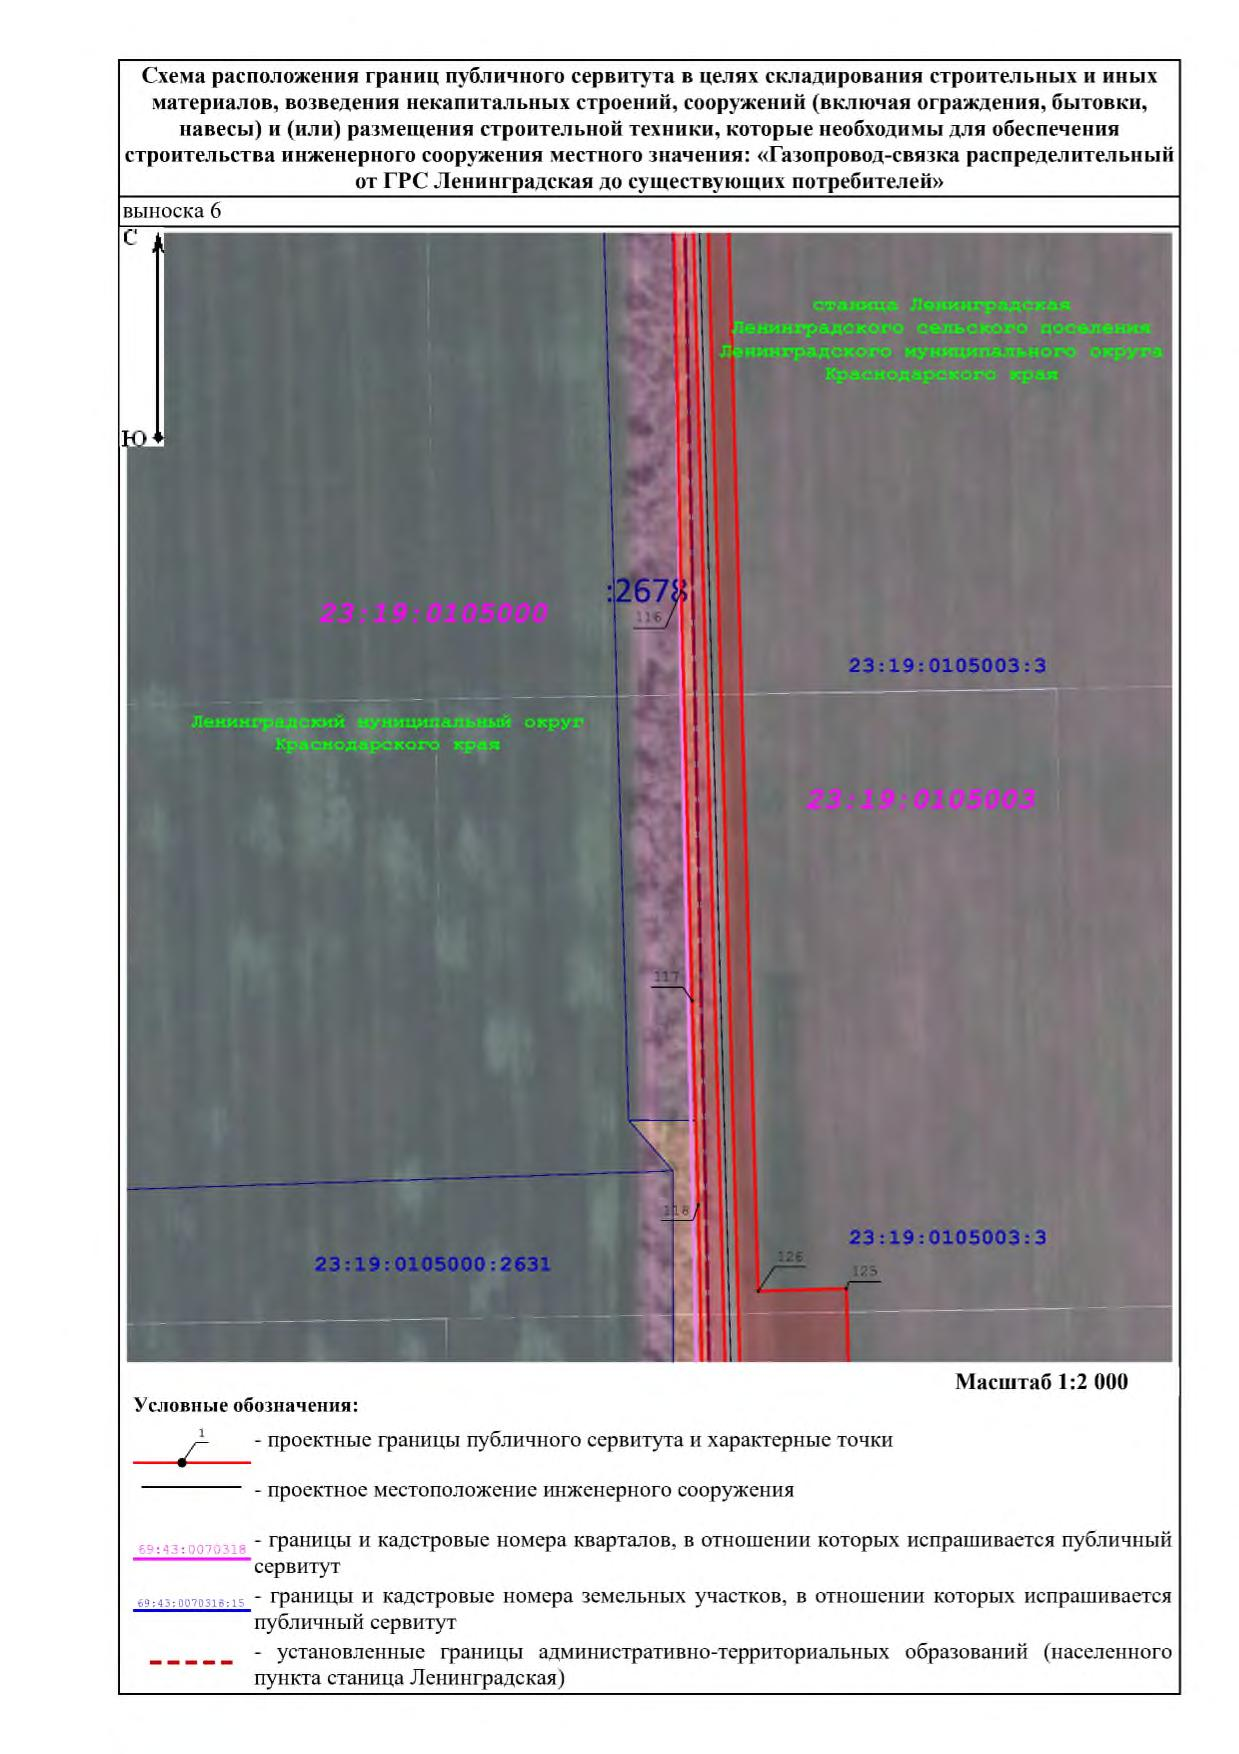 Схема расположения границ публичного сервитута в целях складирования строительных и иных
материалов, возведения некапитальных строений, сооружений (включая ограждения, бытовки,
навесы) и (или) размещения строительной техники, которые необходимы для обеспечения
строительства инженерного сооружения местного значения: «Газопровод-связка распределительный
от ГРС Ленинградская до существующих потребителей»
выноска 6
С
станица Ленинградская
Ленинградского сельского поселения
Ленинградского муниципального округа
Краснодарского края
Ю
:2678
23:19:0105000
116
23:19:0105003:3
Ленинградский муниципальный округ
Краснодарского края
23:19:0105003
117
118
23:19:0105003:3
126
23:19:0105000:2631
125
Масштаб 1:2 000
Условные обозначения:
1
- проектные границы публичного сервитута и характерные точки
- проектное местоположение инженерного сооружения
69:43:0070318
- границы и кадстровые номера кварталов, в отношении которых испрашивается публичный
сервитут
69:43:0070318:15
- границы и кадстровые номера земельных участков, в отношении которых испрашивается
публичный сервитут
- установленные границы административно-территориальных образований (населенного
пункта станица Ленинградская)